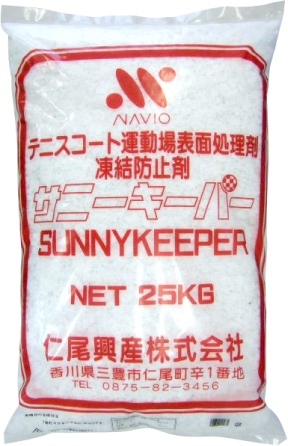 NAVIO
テニスコート運動場表面処理剤
凍結防止剤
サニーキーパー
SUNNYKEEPER
NET 25KG
仁尾興産株式会社
香川県三豊市仁尾町辛1番地
TEL 0875-82-3456